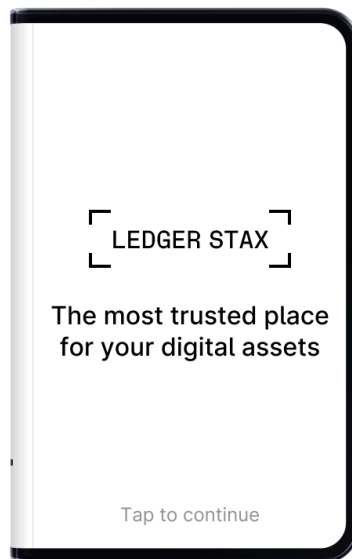 LEDGER STAX
The most trusted place
for your digital assets
Tap to continue